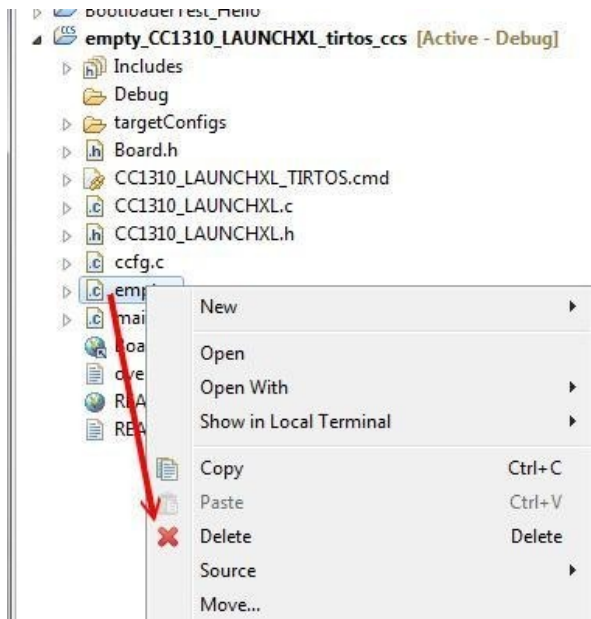 BootloaderTest_Hello
empty_CC1310_LAUNCHXL_tirtos_ccs [Active - Debug]
Includes
Debug
targetConfigs
Board.h
CC1310_LAUNCHXL_TIRTOS.cmd
CC1310_LAUNCHXL.c
CC1310_LAUNCHXL.h
ccfg.c
New
Open
Open With
Show in Local Terminal
Copy Ctrl+C
Paste Ctrl+V
Delete Delete
Source
Move...